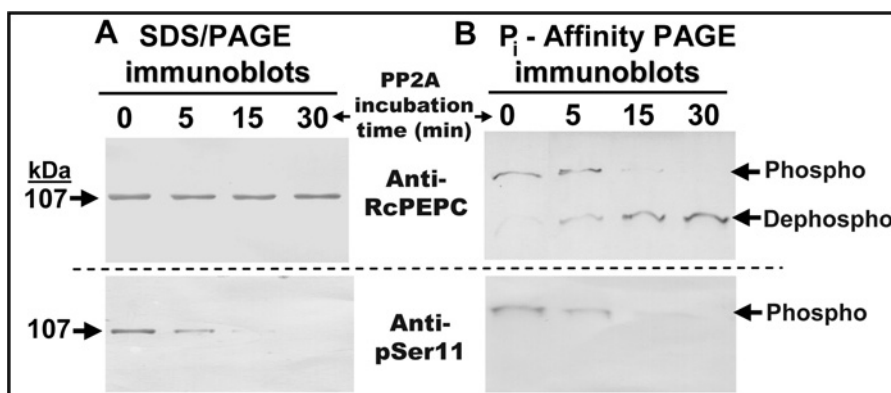 A SDS/PAGE immunoblots
B Pi - Affinity PAGE immunoblots
PP2A incubation time (min)
0 5 15 30
0 5 15 30
kDa
107
Anti-RcPEPC
Phospho
Dephospho
107
Anti-pSer11
Phospho